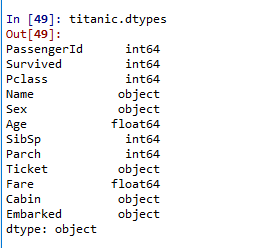 In [49]: titanic.dtypes
Out[49]:
PassengerId      int64
Survived         int64
Pclass           int64
Name            object
Sex             object
Age            float64
SibSp            int64
Parch            int64
Ticket          object
Fare           float64
Cabin           object
Embarked        object
dtype: object